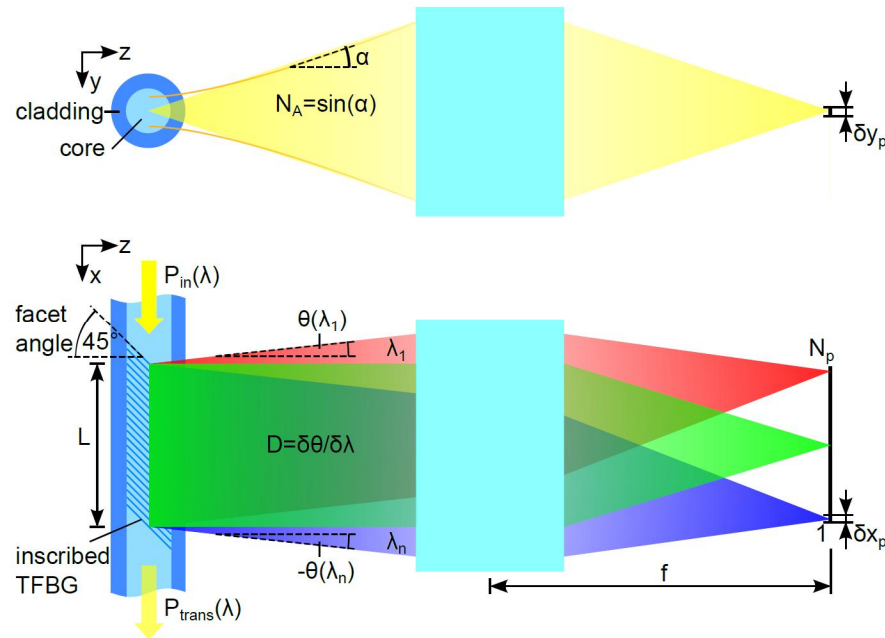 z
y
cladding
core
α
N_A=sin(α)
δy_p
z
x
P_in(λ)
facet
angle
45°
θ(λ_1)
λ_1
N_p
L
D=δθ/δλ
1
δx_p
λ_n
-θ(λ_n)
inscribed
TFBG
f
P_trans(λ)